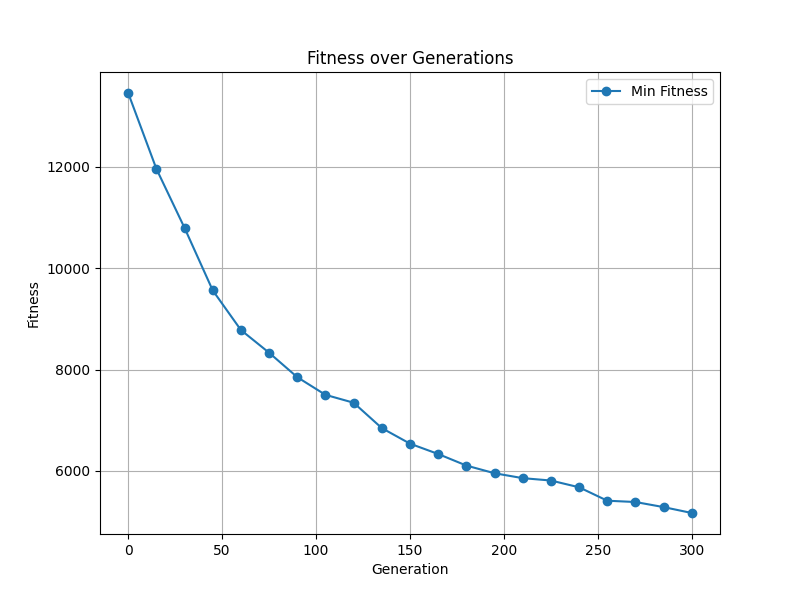 Fitness over Generations
Min Fitness
12000
10000
8000
6000
Fitness
0 50 100 150 200 250 300
Generation